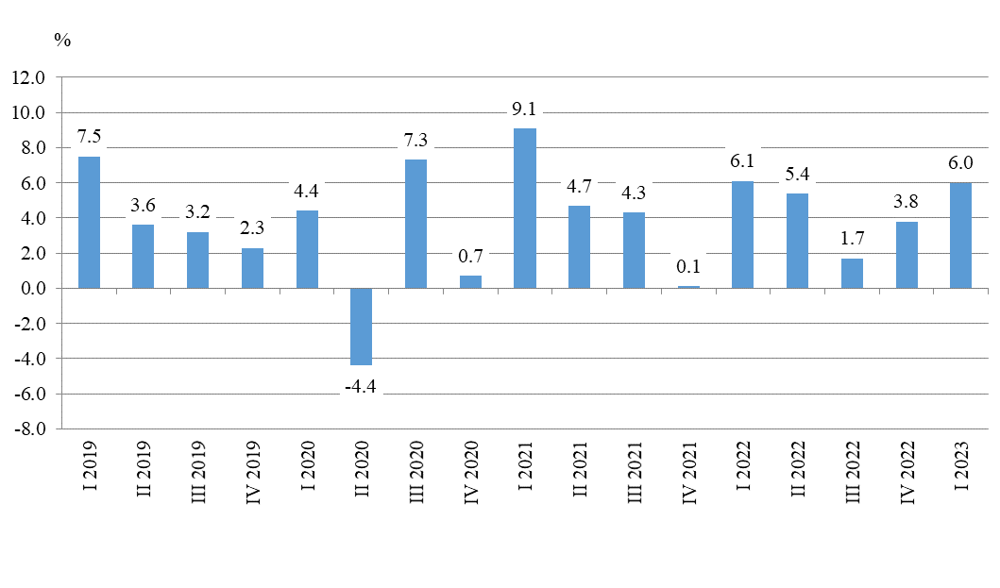 %
12.0
10.0
8.0
6.0
4.0
2.0
0.0
-2.0
-4.0
-6.0
-8.0
7.5
3.6
3.2
2.3
4.4
-4.4
7.3
0.7
9.1
4.7
4.3
0.1
6.1
5.4
1.7
3.8
6.0
I 2019
II 2019
III 2019
IV 2019
I 2020
II 2020
III 2020
IV 2020
I 2021
II 2021
III 2021
IV 2021
I 2022
II 2022
III 2022
IV 2022
I 2023